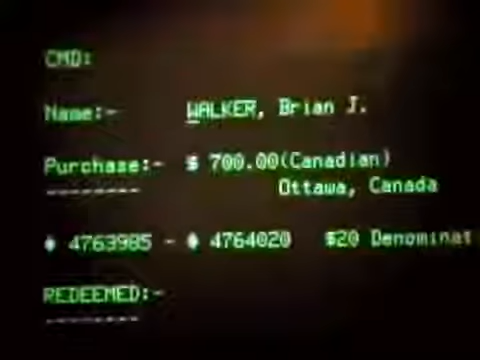 CMD:
Name:- WALKER, Brian J.
Purchase:- $ 700.00(Canadian)
--------- Ottawa, Canada
♦ 4763985 - ♦ 4764020 $20 Denominat
REDEEMED:-
---------